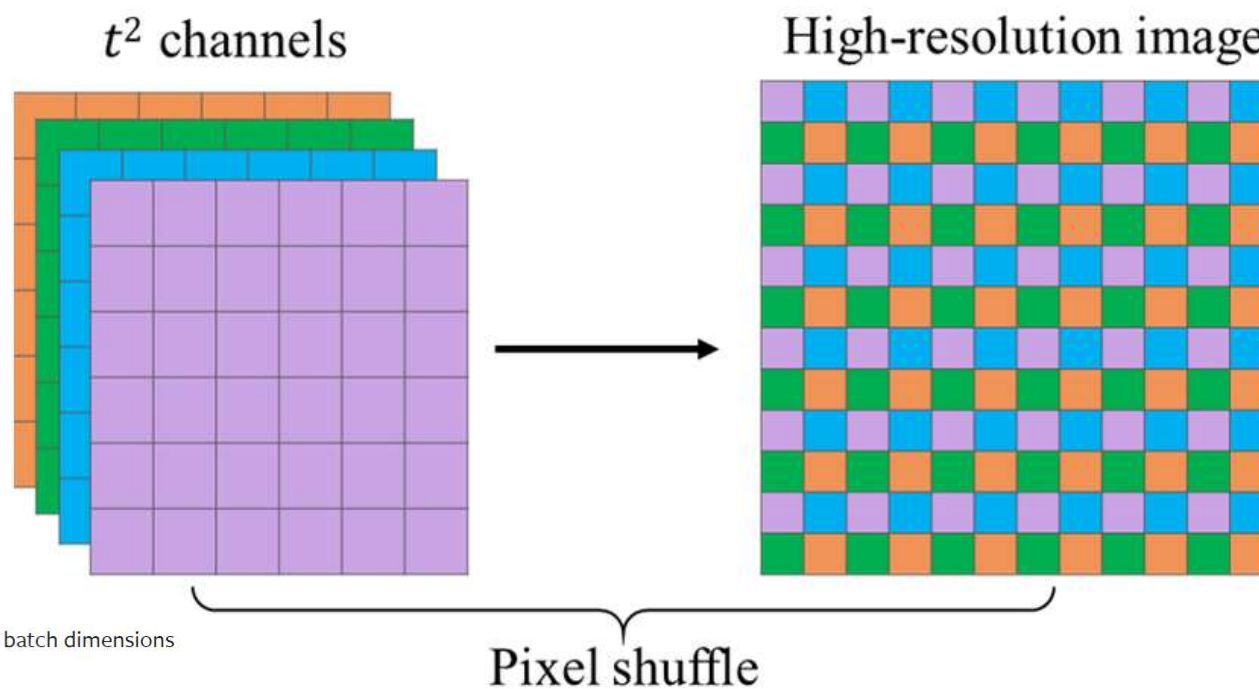 t² channels
High-resolution image
batch dimensions
Pixel shuffle